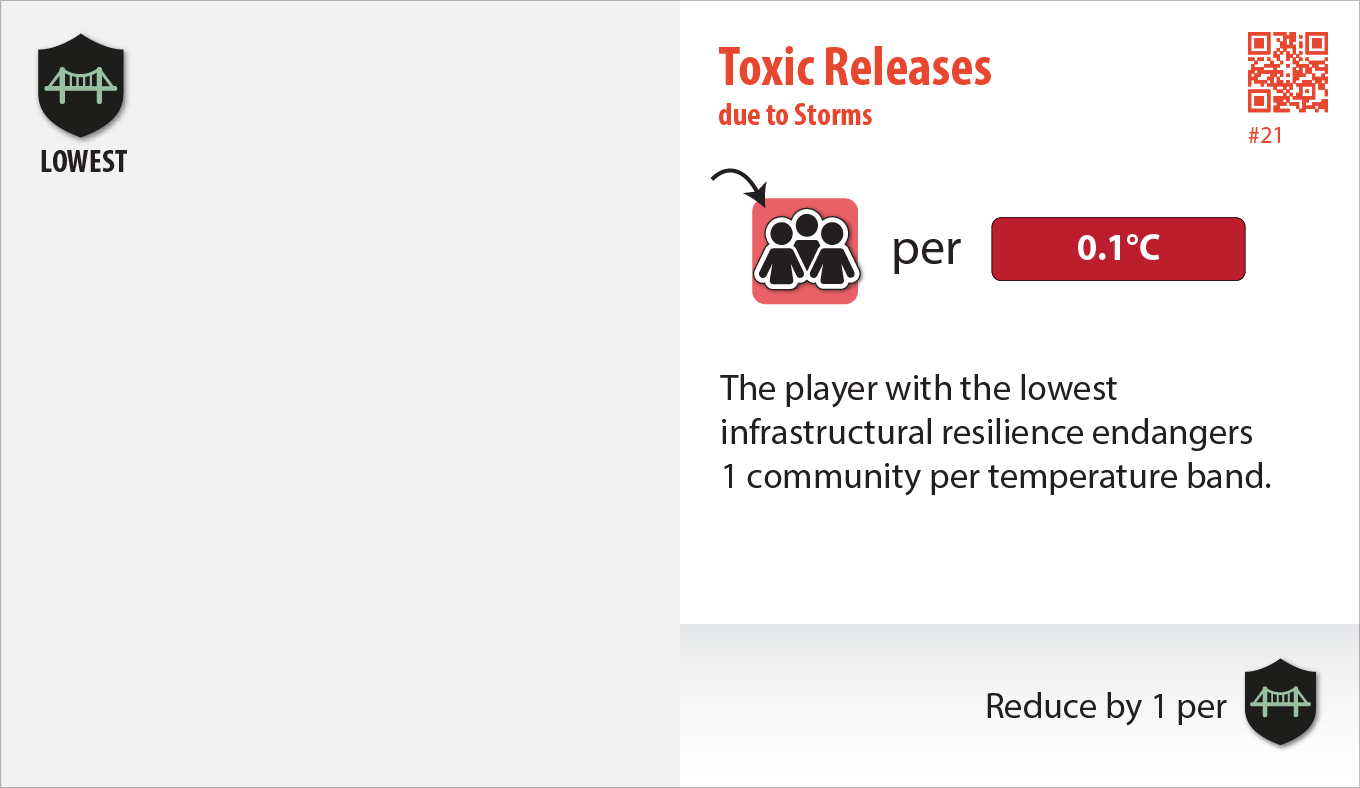 LOWEST
Toxic Releases
due to Storms
#21
per
0.1°C
The player with the lowest
infrastructural resilience endangers
1 community per temperature band.
Reduce by 1 per